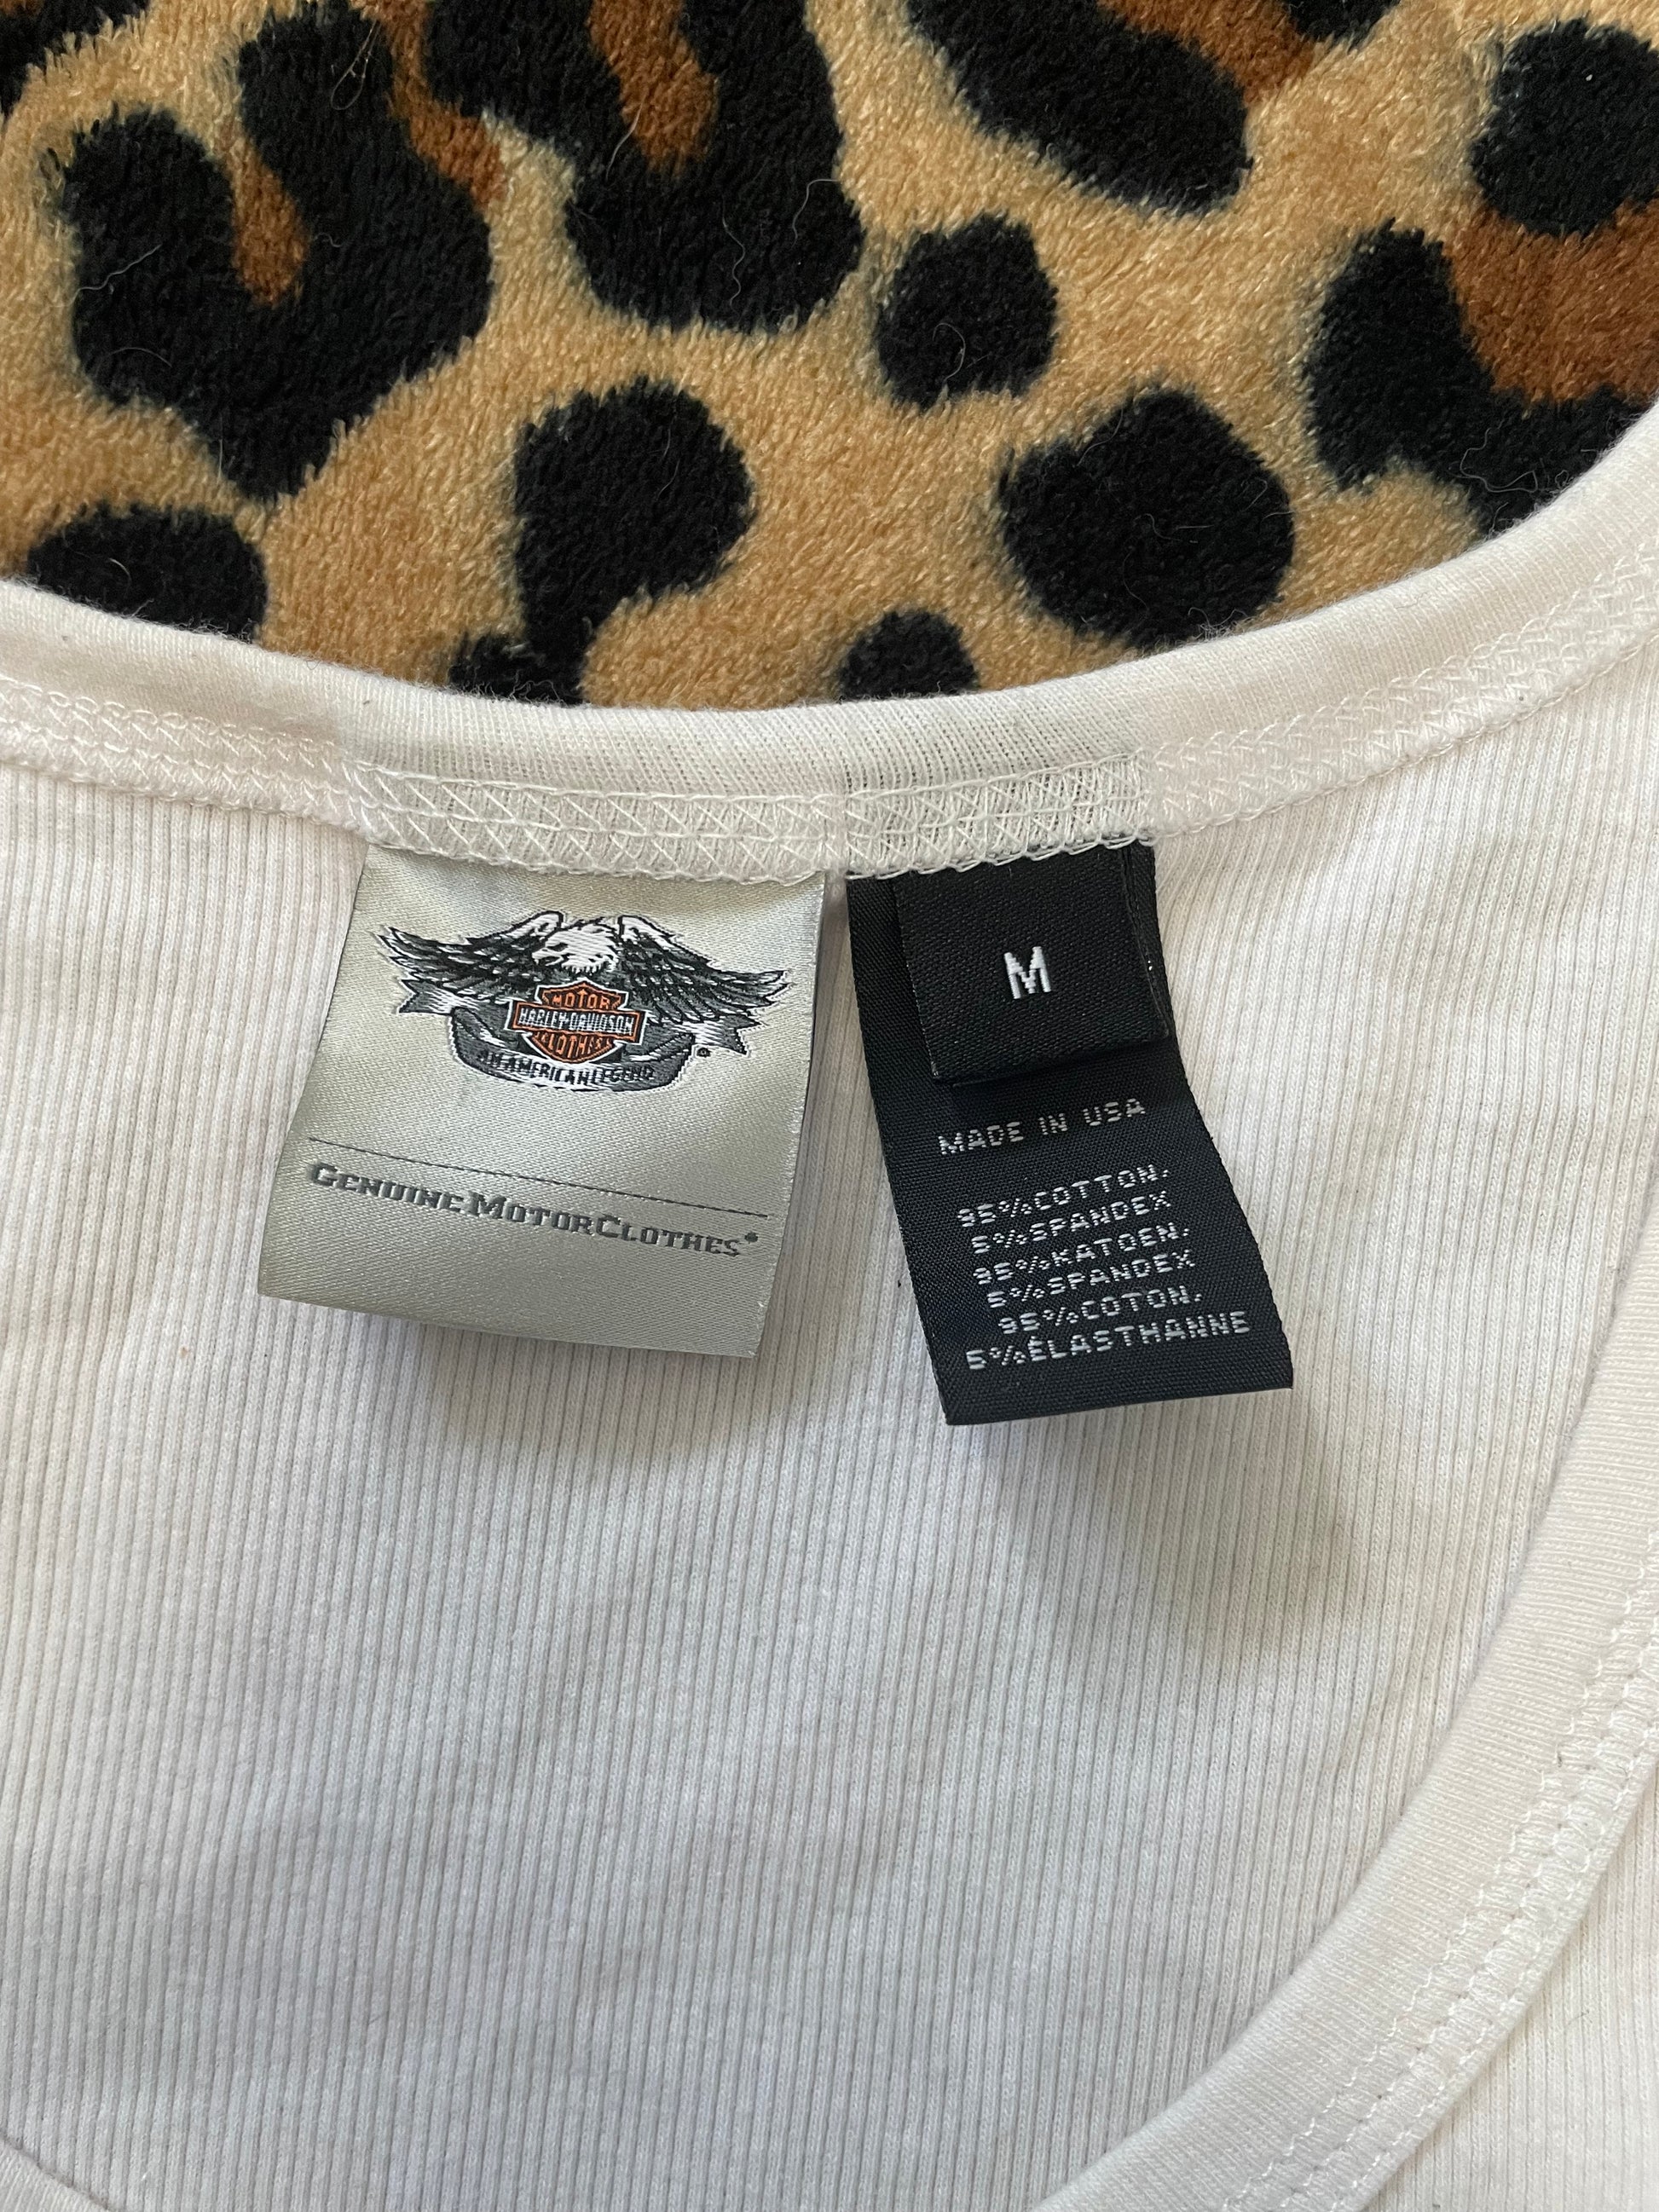 MOTOR
HARLEY-DAVIDSON
CLOTHES
AN AMERICAN LEGEND
GENUINE MOTORCLOTHES®
M
MADE IN USA
95%COTTON,
5%SPANDEX
95%KATOEN,
5%SPANDEX
95%COTON,
5%ÉLASTHANNE